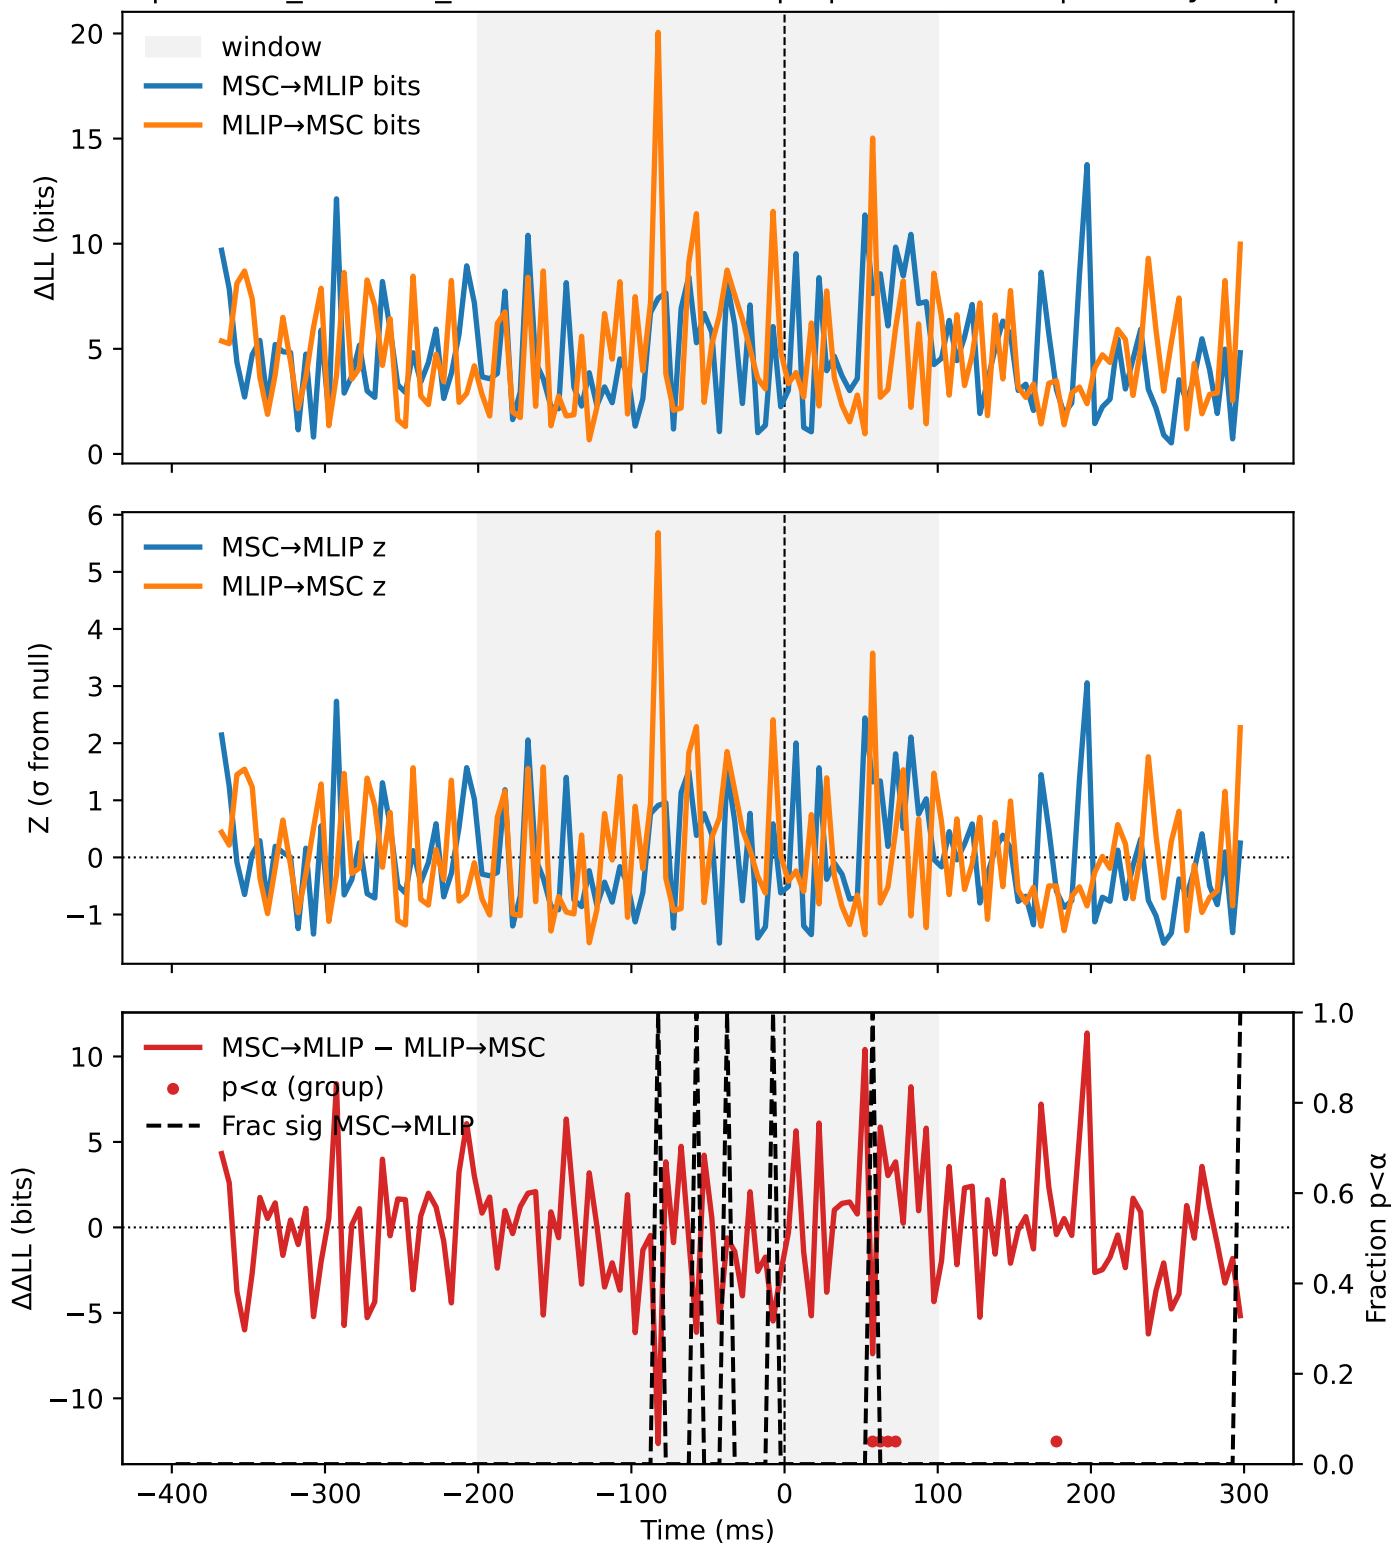 20
15
10
5
0
ΔLL (bits)
window
MSC→MLIP bits
MLIP→MSC bits
6
5
4
3
2
1
0
−1
Z (σ from null)
MSC→MLIP z
MLIP→MSC z
10
5
0
−5
−10
ΔΔLL (bits)
MSC→MLIP − MLIP→MSC
p<α (group)
Frac sig MSC→MLIP
1.0
0.8
0.6
0.4
0.2
0.0
Fraction p<α
−400 −300 −200 −100 0 100 200 300
Time (ms)